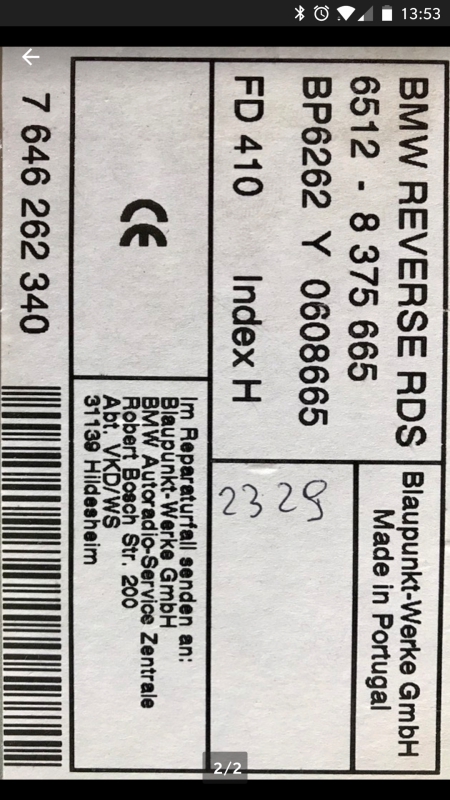 13:53
BMW REVERSE RDS
6512 - 8 375 665
BP6262 Y 0608665
FD 410 Index H
Blaupunkt-Werke GmbH
Made in Portugal
2329
CE
Im Reparaturfall senden an:
Blaupunkt-Werke GmbH
BMW Autoradio-Service Zentrale
Robert Bosch Str. 200
Abt. VKD/WS
31139 Hildesheim
7 646 262 340
2/2